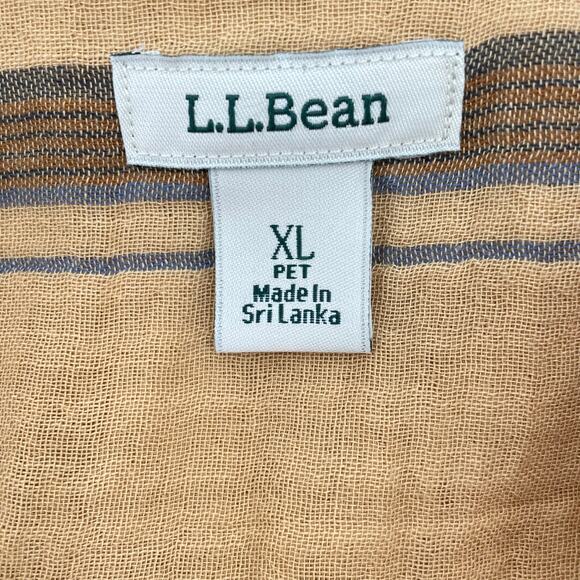 L.L.Bean
XL
PET
Made In
Sri Lanka